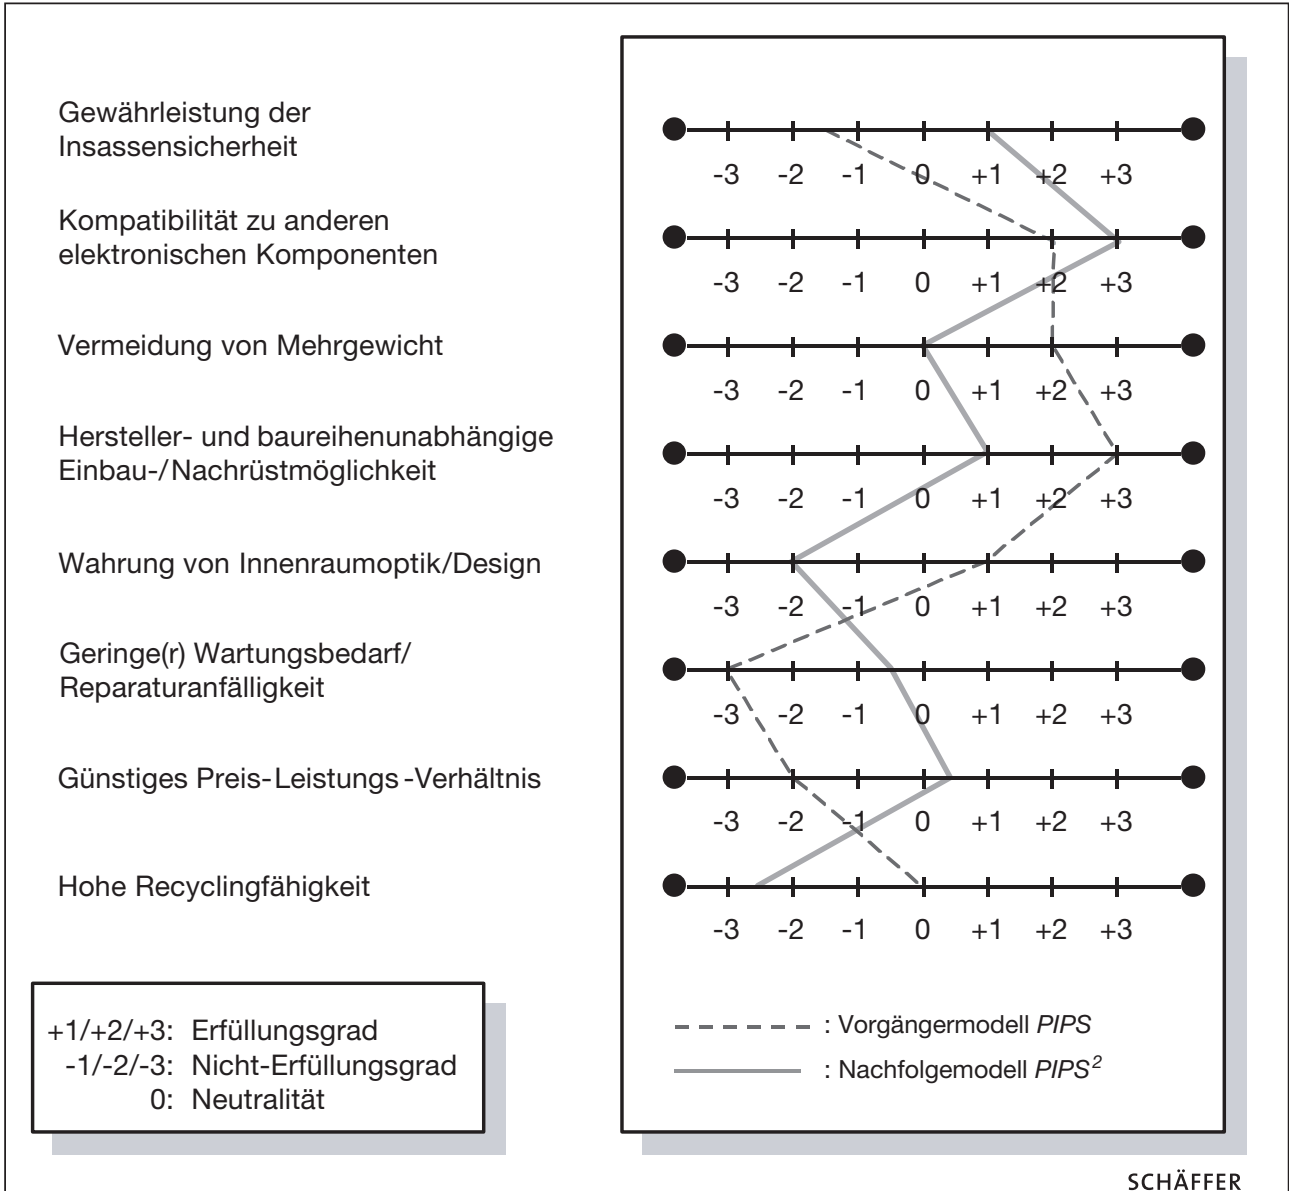 Gewährleistung der
Insassensicherheit
-3 -2 -1 0 +1 +2 +3
Kompatibilität zu anderen
elektronischen Komponenten
-3 -2 -1 0 +1 +2 +3
Vermeidung von Mehrgewicht
-3 -2 -1 0 +1 +2 +3
Hersteller- und baureihenunabhängige
Einbau-/Nachrüstmöglichkeit
-3 -2 -1 0 +1 +2 +3
Wahrung von Innenraumoptik/Design
-3 -2 -1 0 +1 +2 +3
Geringe(r) Wartungsbedarf/
Reparaturanfälligkeit
-3 -2 -1 0 +1 +2 +3
Günstiges Preis-Leistungs-Verhältnis
-3 -2 -1 0 +1 +2 +3
Hohe Recyclingfähigkeit
-3 -2 -1 0 +1 +2 +3
+1/+2/+3: Erfüllungsgrad
-1/-2/-3: Nicht-Erfüllungsgrad
0: Neutralität
: Vorgängermodell PIPS
: Nachfolgemodell PIPS²
SCHÄFFER